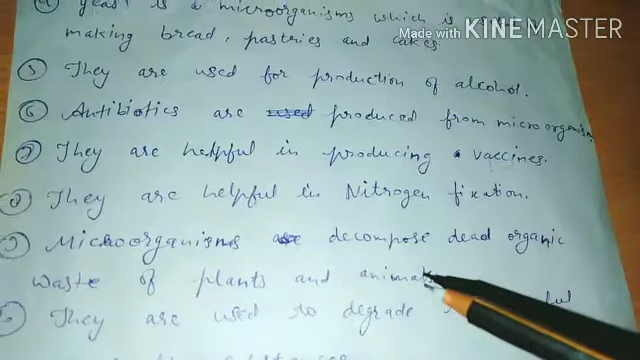 ④ Yeast is a microorganisms which is used
making bread, pastries and cakes.
Made with KINEMASTER
⑤ They are used for production of alcohol.
⑥ Antibiotics are used produced from microorganisms
⑦ They are helpful in producing vaccines.
⑧ They are helpful in Nitrogen fixation.
⑨ Microorganisms are decompose dead organic
waste of plants and animals
They are used to degrade